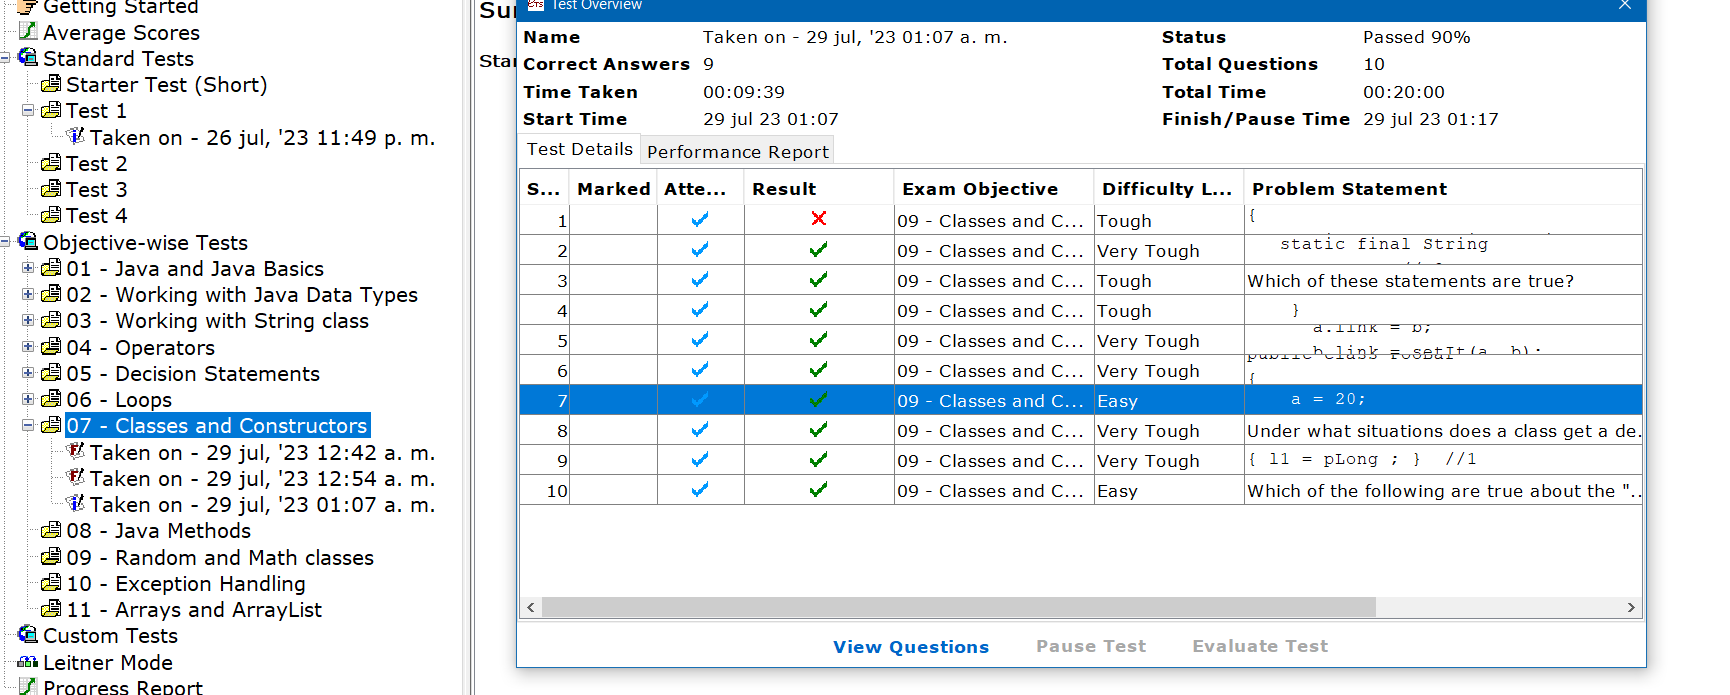 Getting Started
Average Scores
Standard Tests
Starter Test (Short)
Test 1
Taken on - 26 jul, '23 11:49 p. m.
Test 2
Test 3
Test 4
Objective-wise Tests
01 - Java and Java Basics
02 - Working with Java Data Types
03 - Working with String class
04 - Operators
05 - Decision Statements
06 - Loops
07 - Classes and Constructors
Taken on - 29 jul, '23 12:42 a. m.
Taken on - 29 jul, '23 12:54 a. m.
Taken on - 29 jul, '23 01:07 a. m.
08 - Java Methods
09 - Random and Math classes
10 - Exception Handling
11 - Arrays and ArrayList
Custom Tests
Leitner Mode
Progress Report
Su
Star
ETS Test Overview
Name Taken on - 29 jul, '23 01:07 a. m. Status Passed 90%
Correct Answers 9 Total Questions 10
Time Taken 00:09:39 Total Time 00:20:00
Start Time 29 jul 23 01:07 Finish/Pause Time 29 jul 23 01:17
Test Details Performance Report
S... Marked Atte... Result Exam Objective Difficulty L... Problem Statement
1 09 - Classes and C... Tough {
2 09 - Classes and C... Very Tough static final String
3 09 - Classes and C... Tough Which of these statements are true?
4 09 - Classes and C... Tough }
5 09 - Classes and C... Very Tough a.link = b;
b.link = setIt(a, b);
6 09 - Classes and C... Very Tough public
{
7 09 - Classes and C... Easy a = 20;
8 09 - Classes and C... Very Tough Under what situations does a class get a de..
9 09 - Classes and C... Very Tough { l1 = pLong ; } //1
10 09 - Classes and C... Easy Which of the following are true about the "..
View Questions Pause Test Evaluate Test